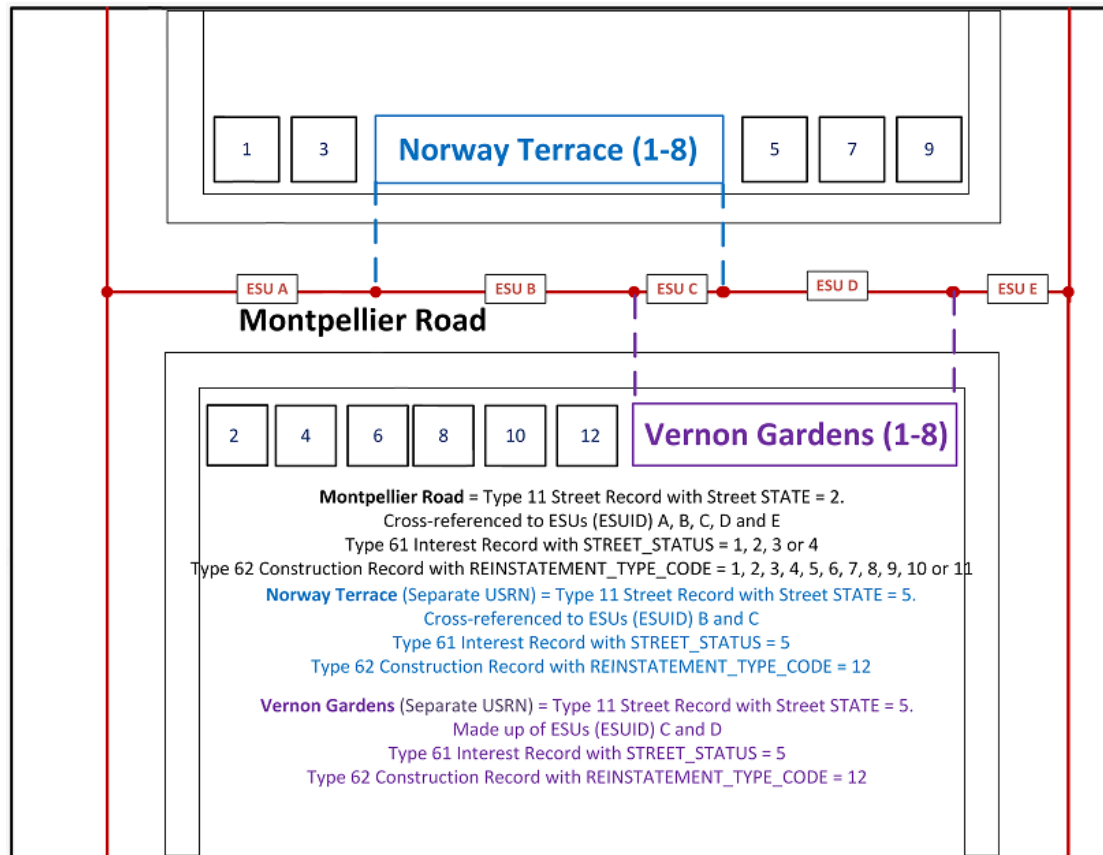 1
3
Norway Terrace (1-8)
5
7
9
ESU A
ESU B
ESU C
ESU D
ESU E
Montpellier Road
2
4
6
8
10
12
Vernon Gardens (1-8)
Montpellier Road = Type 11 Street Record with Street STATE = 2.
Cross-referenced to ESUs (ESUID) A, B, C, D and E
Type 61 Interest Record with STREET_STATUS = 1, 2, 3 or 4
Type 62 Construction Record with REINSTATEMENT_TYPE_CODE = 1, 2, 3, 4, 5, 6, 7, 8, 9, 10 or 11
Norway Terrace (Separate USRN) = Type 11 Street Record with Street STATE = 5.
Cross-referenced to ESUs (ESUID) B and C
Type 61 Interest Record with STREET_STATUS = 5
Type 62 Construction Record with REINSTATEMENT_TYPE_CODE = 12
Vernon Gardens (Separate USRN) = Type 11 Street Record with Street STATE = 5.
Made up of ESUs (ESUID) C and D
Type 61 Interest Record with STREET_STATUS = 5
Type 62 Construction Record with REINSTATEMENT_TYPE_CODE = 12